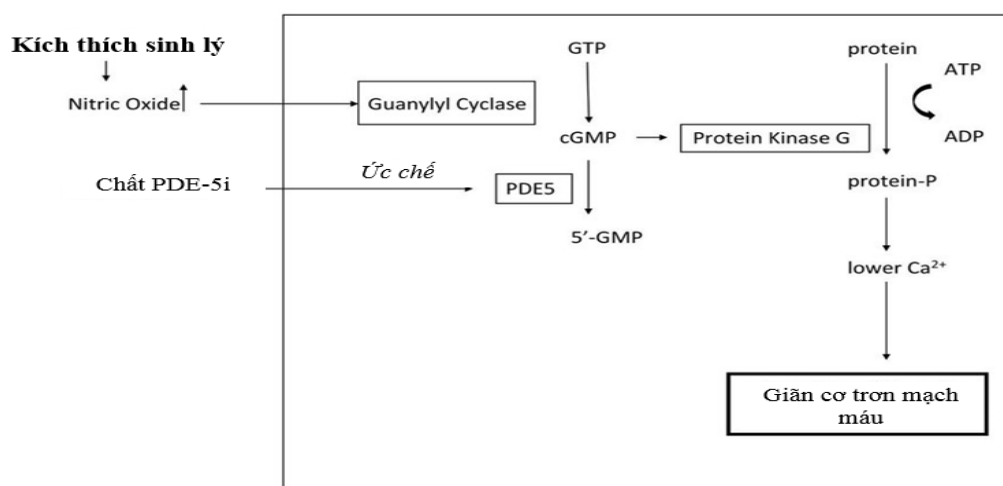 Kích thích sinh lý
Nitric Oxide
Guanylyl Cyclase
GTP
cGMP
Protein Kinase G
protein
ATP
ADP
Chất PDE-5i
Ức chế
PDE5
5′-GMP
protein-P
lower Ca²⁺
Giãn cơ trơn mạch
máu